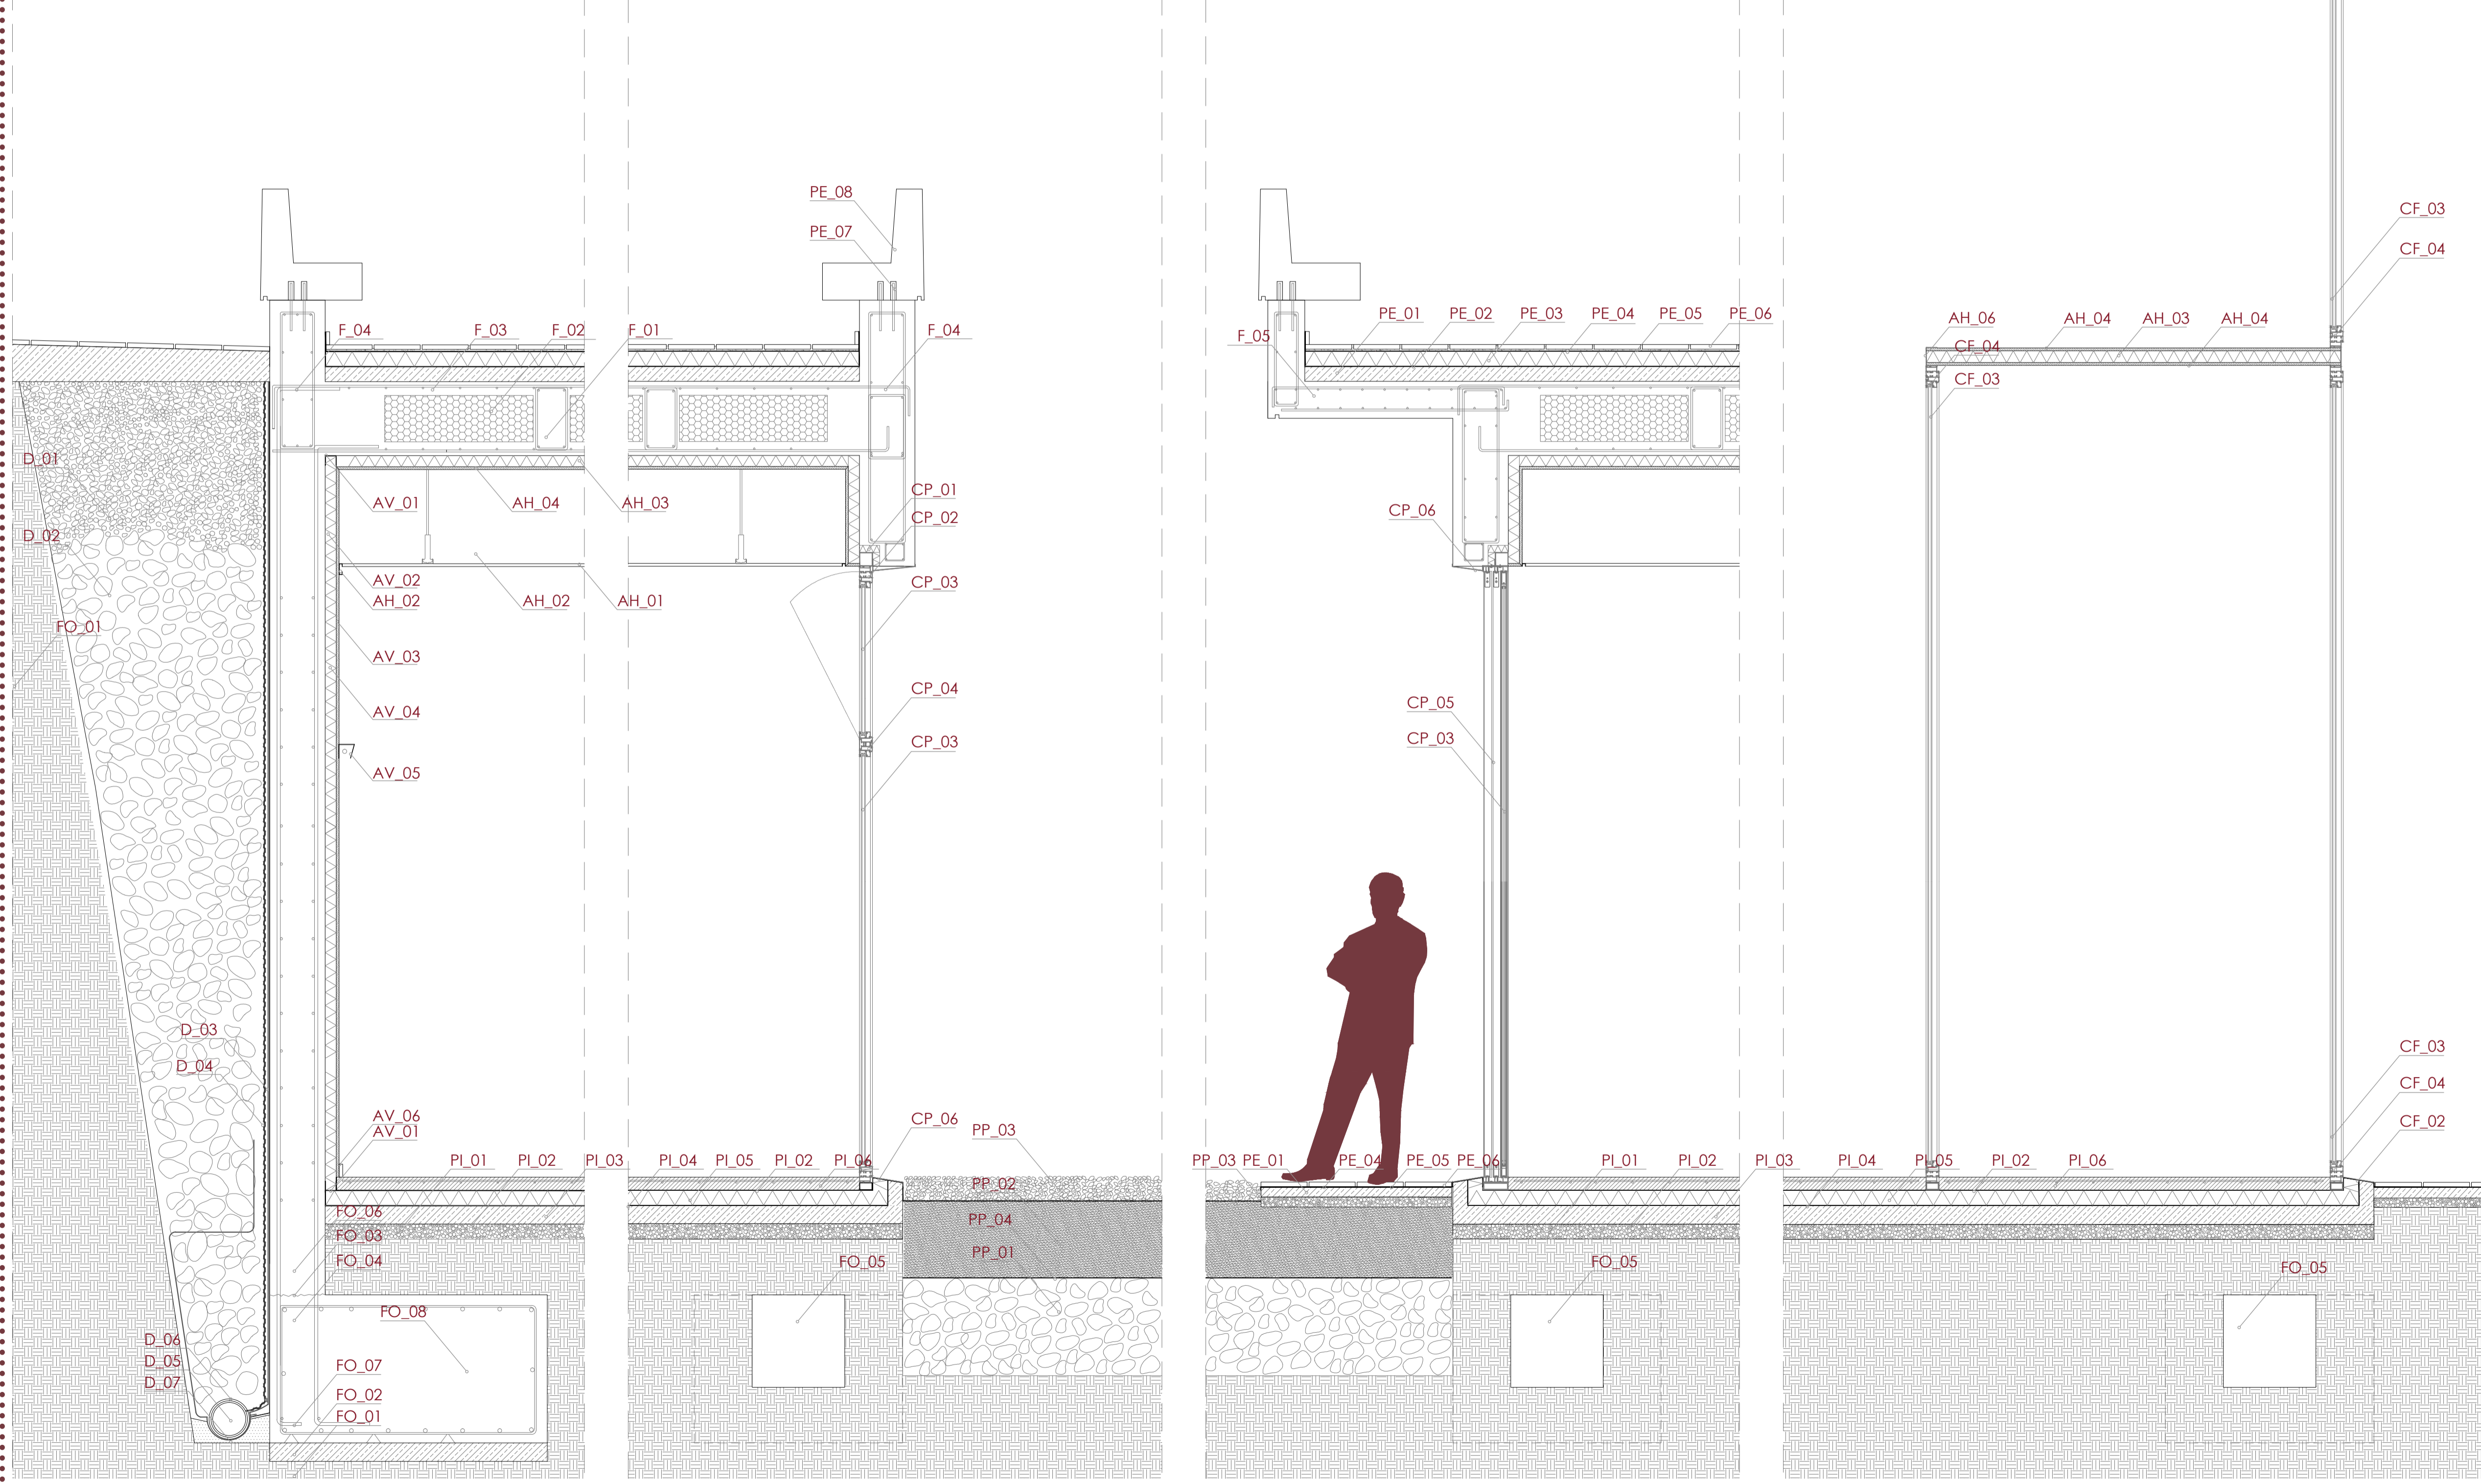 PE_08
PE_07
CF_03
CF_04
F_04 F_03 F_02 F_01 F_04
F_05 PE_01 PE_02 PE_03 PE_04 PE_05 PE_06
AH_06 AH_04 AH_03 AH_04
CF_04
CF_03
D_01
AV_01 AH_04 AH_03
CP_01
CP_02
CP_06
D_02
AV_02
AH_02 AH_02 AH_01
CP_03
FO_01
AV_03
AV_04
CP_04
CP_05
CP_03
CP_03
AV_05
D_03
D_04
CF_03
CF_04
CF_02
AV_06
AV_01
CP_06
PP_03
PI_01 PI_02 PI_03 PI_04 PI_05 PI_02 PI_06
PP_03 PE_01 PE_04 PE_05 PE_06
PI_01 PI_02 PI_03 PI_04 PI_05 PI_02 PI_06
PP_02
FO_06
PP_04
FO_03
PP_01
FO_04
FO_05
FO_05
FO_05
FO_08
D_06
D_05
D_07
FO_07
FO_02
FO_01